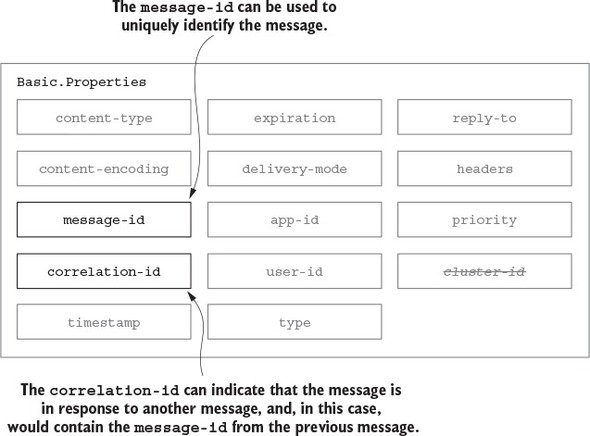 The message-id can be used to
uniquely identify the message.
Basic.Properties
content-type
expiration
reply-to
content-encoding
delivery-mode
headers
message-id
app-id
priority
correlation-id
user-id
cluster-id
timestamp
type
The correlation-id can indicate that the message is
in response to another message, and, in this case,
would contain the message-id from the previous message.